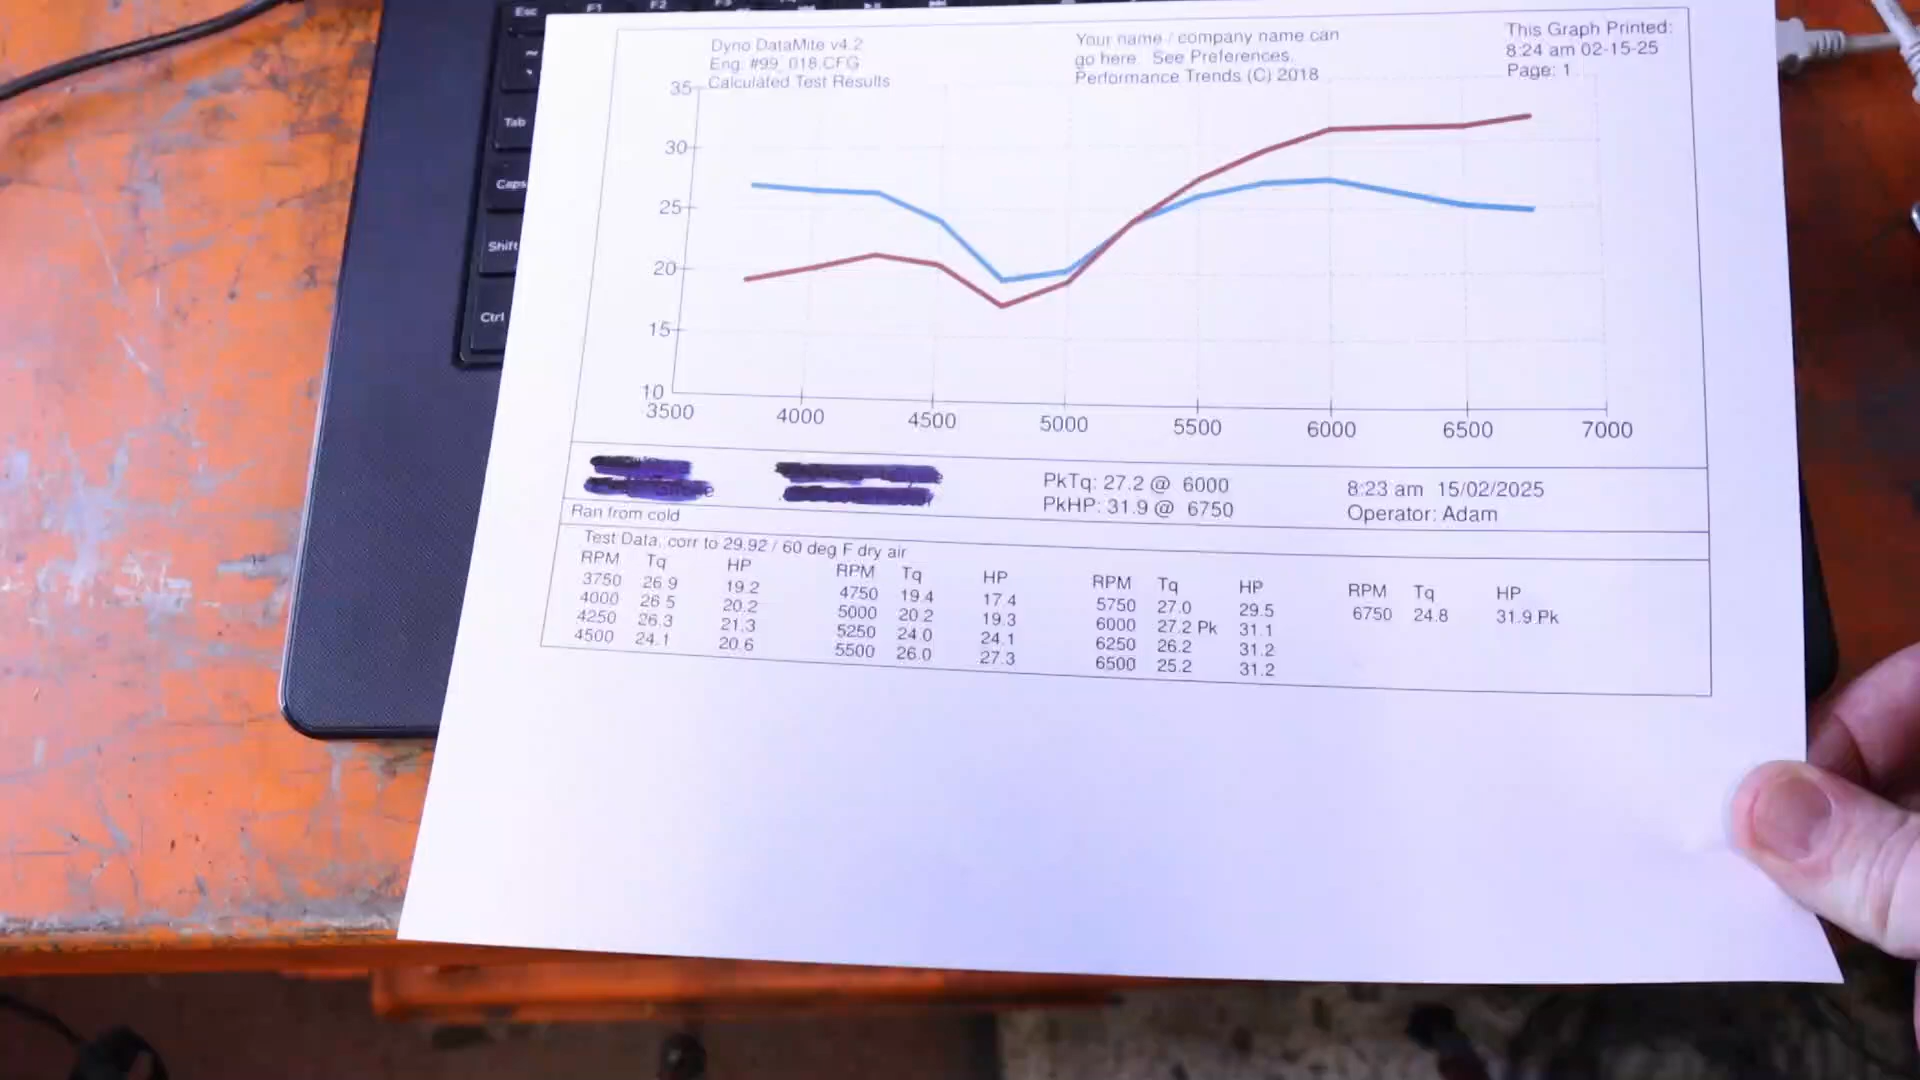 Esc F1 F2 F3
Tab
Caps
Shift
Ctrl
Dyno DataMite v4.2
Eng. #99_018.CFG
Calculated Test Results
Your name / company name can
go here. See Preferences.
Performance Trends (C) 2018
This Graph Printed:
8:24 am 02-15-25
Page: 1
35
30
25
20
15
10
3500 4000 4500 5000 5500 6000 6500 7000
PkTq: 27.2 @ 6000
PkHP: 31.9 @ 6750
8:23 am 15/02/2025
Operator: Adam
Ran from cold
Test Data, corr to 29.92 / 60 deg F dry air
RPM Tq HP RPM Tq HP RPM Tq HP RPM Tq HP
3750 26.9 19.2 4750 19.4 17.4 5750 27.0 29.5 6750 24.8 31.9 Pk
4000 26.5 20.2 5000 20.2 19.3 6000 27.2 Pk 31.1
4250 26.3 21.3 5250 24.0 24.1 6250 26.2 31.2
4500 24.1 20.6 5500 26.0 27.3 6500 25.2 31.2